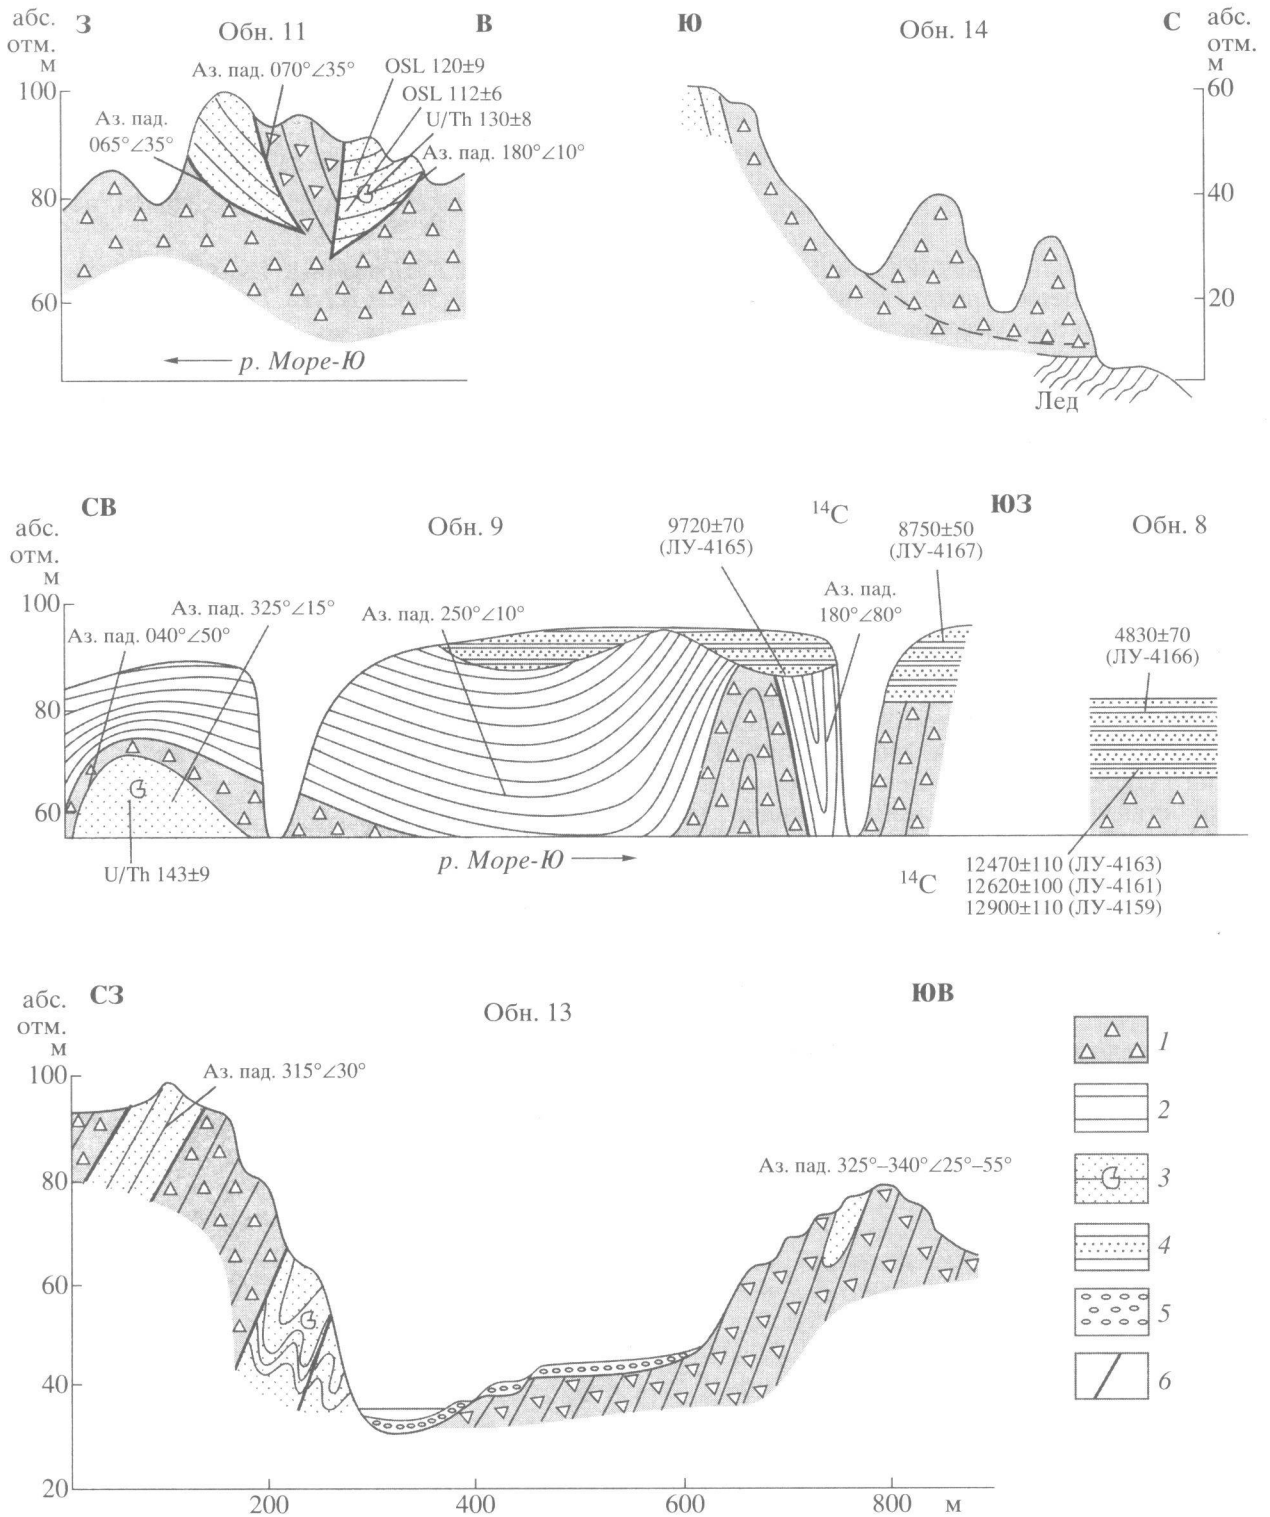 абс.
отм.
м
З
Обн. 11
В
Аз. пад. 070°∠35°
OSL 120±9
OSL 112±6
U/Th 130±8
Аз. пад.
065°∠35°
Аз. пад. 180°∠10°
100
80
60
р. Море-Ю
Ю
Обн. 14
С
абс.
отм.
м
60
40
20
Лед
СВ
абс.
отм.
м
Обн. 9
9720±70
(ЛУ-4165)
¹⁴C
8750±50
(ЛУ-4167)
ЮЗ
Обн. 8
100
80
60
Аз. пад. 325°∠15°
Аз. пад. 040°∠50°
Аз. пад. 250°∠10°
Аз. пад.
180°∠80°
4830±70
(ЛУ-4166)
U/Th 143±9
р. Море-Ю
¹⁴C
12470±110 (ЛУ-4163)
12620±100 (ЛУ-4161)
12900±110 (ЛУ-4159)
абс.
отм.
м
СЗ
Обн. 13
ЮВ
Аз. пад. 315°∠30°
Аз. пад. 325°–340°∠25°–55°
100
80
60
40
20
200
400
600
800
м
1
2
3
4
5
6